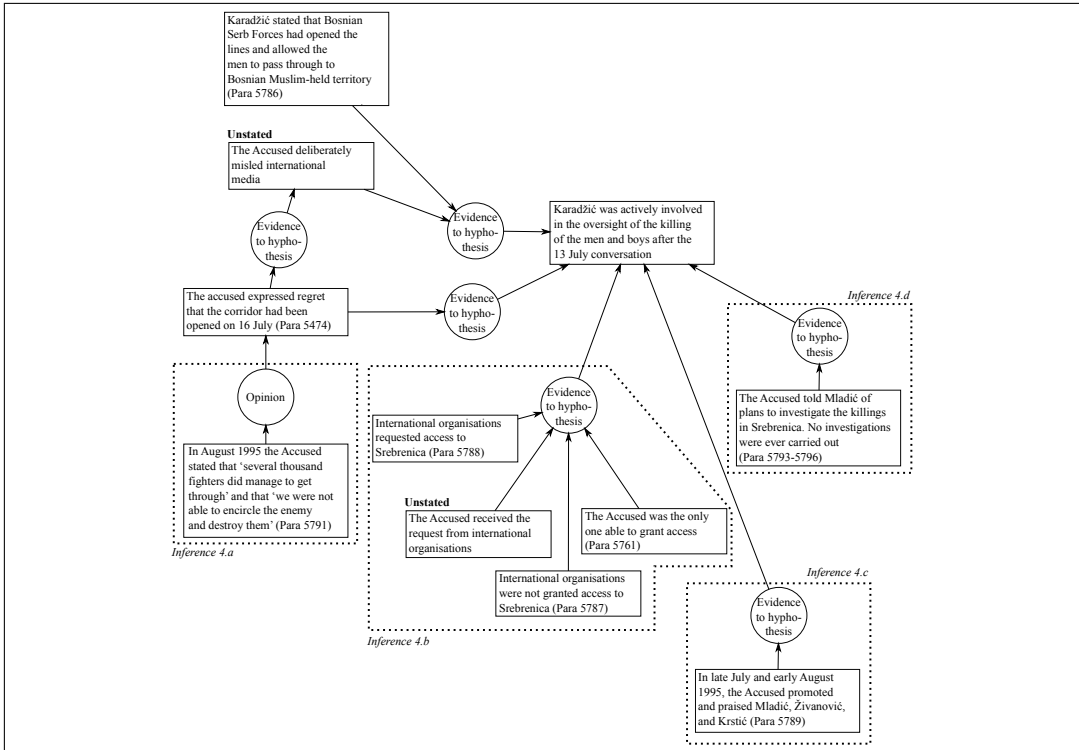 Karadžić stated that Bosnian
Serb Forces had opened the
lines and allowed the
men to pass through to
Bosnian Muslim-held territory
(Para 5786)
Unstated
The Accused deliberately
misled international
media
Evidence
to hypho-
thesis
Evidence
to hypho-
thesis
Karadžić was actively involved
in the oversight of the killing
of the men and boys after the
13 July conversation
The accused expressed regret
that the corridor had been
opened on 16 July (Para 5474)
Evidence
to hypho-
thesis
Inference 4.d
Evidence
to hypho-
thesis
The Accused told Mladić of
plans to investigate the killings
in Srebrenica. No investigations
were ever carried out
(Para 5793-5796)
Opinion
In August 1995 the Accused
stated that ‘several thousand
fighters did manage to get
through’ and that ‘we were not
able to encircle the enemy
and destroy them’ (Para 5791)
Inference 4.a
Evidence
to hypho-
thesis
International organisations
requested access to
Srebrenica (Para 5788)
Unstated
The Accused received the
request from international
organisations
The Accused was the only
one able to grant access
(Para 5761)
International organisations
were not granted access to
Srebrenica (Para 5787)
Inference 4.b
Inference 4.c
Evidence
to hypho-
thesis
In late July and early August
1995, the Accused promoted
and praised Mladić, Živanović,
and Krstić (Para 5789)